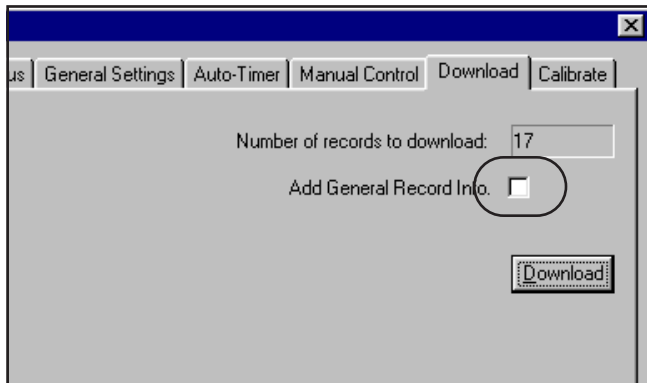 us General Settings Auto-Timer Manual Control Download Calibrate
Number of records to download: 17
Add General Record Info.
Download